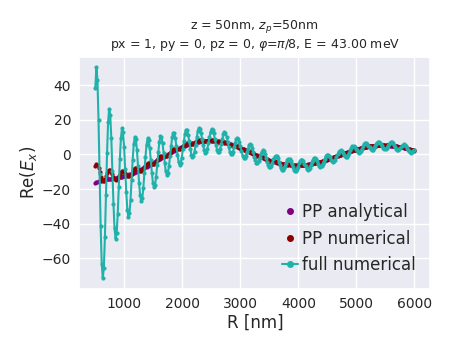 z = 50nm, z_p=50nm
px = 1, py = 0, pz = 0, φ=π/8, E = 43.00 meV
40
20
0
−20
−40
−60
Re(E_x)
PP analytical
PP numerical
full numerical
1000 2000 3000 4000 5000 6000
R [nm]